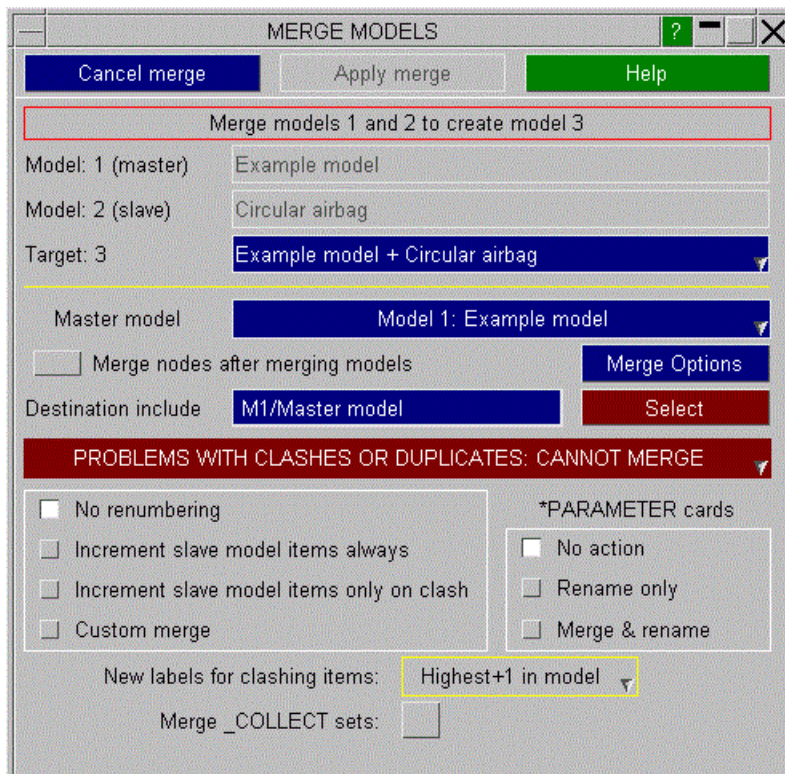 MERGE MODELS ?
Cancel merge Apply merge Help
Merge models 1 and 2 to create model 3
Model: 1 (master) Example model
Model: 2 (slave) Circular airbag
Target: 3 Example model + Circular airbag
Master model Model 1: Example model
Merge nodes after merging models Merge Options
Destination include M1/Master model Select
PROBLEMS WITH CLASHES OR DUPLICATES: CANNOT MERGE
No renumbering
Increment slave model items always
Increment slave model items only on clash
Custom merge
*PARAMETER cards
No action
Rename only
Merge & rename
New labels for clashing items: Highest+1 in model
Merge _COLLECT sets: